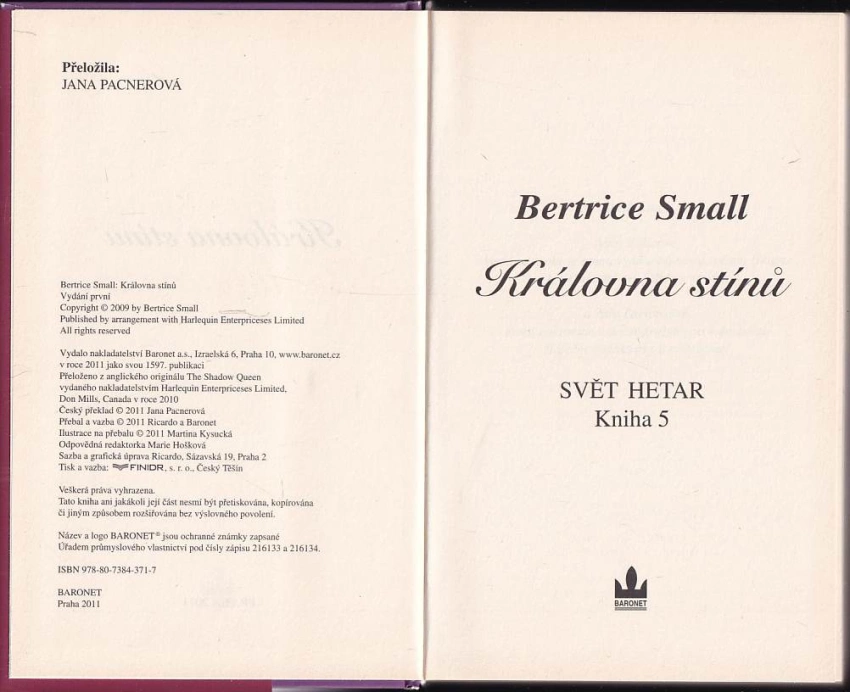 Přeložila:
JANA PACNEROVÁ
Bertrice Small: Královna stínů
Vydání první
Copyright © 2009 by Bertrice Small
Published by arrangement with Harlequin Enterpriceses Limited
All rights reserved
Vydalo nakladatelství Baronet a.s., Izraelská 6, Praha 10, www.baronet.cz
v roce 2011 jako svou 1597. publikaci
Přeloženo z anglického originálu The Shadow Queen
vydaného nakladatelstvím Harlequin Enterpriceses Limited,
Don Mills, Canada v roce 2010
Český překlad © 2011 Jana Pacnerová
Přebal a vazba © 2011 Ricardo a Baronet
Ilustrace na přebalu © 2011 Martina Kysucká
Odpovědná redaktorka Marie Hošková
Sazba a grafická úprava Ricardo, Sázavská 19, Praha 2
Tisk a vazba: FINIDR, s. r. o., Český Těšín
Veškerá práva vyhrazena.
Tato kniha ani jakákoli její část nesmí být přetiskována, kopírována
či jiným způsobem rozšiřována bez výslovného povolení.
Název a logo BARONET® jsou ochranné známky zapsané
Úřadem průmyslového vlastnictví pod čísly zápisu 216133 a 216134.
ISBN 978-80-7384-371-7
BARONET
Praha 2011
Bertrice Small
Královna stínů
SVĚT HETAR
Kniha 5
BARONET